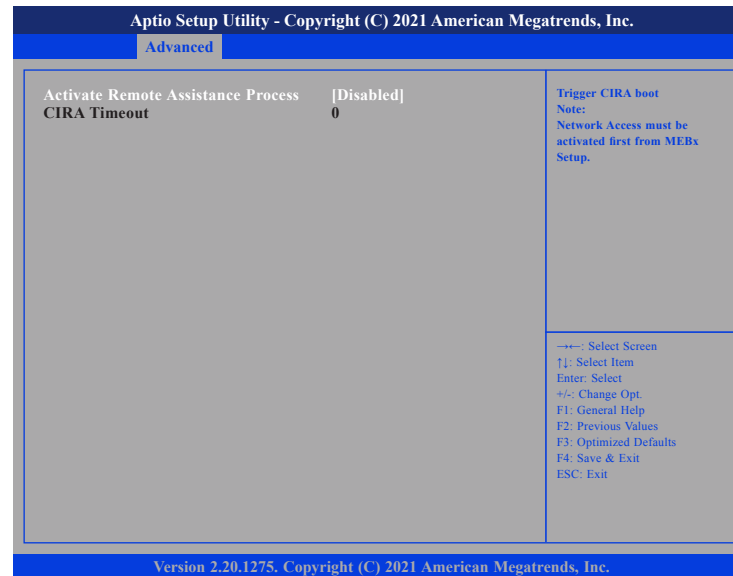 Aptio Setup Utility - Copyright (C) 2021 American Megatrends, Inc.
Advanced
Activate Remote Assistance Process [Disabled]
CIRA Timeout 0
Trigger CIRA boot
Note:
Network Access must be
activated first from MEBx
Setup.
→←: Select Screen
↑↓: Select Item
Enter: Select
+/-: Change Opt.
F1: General Help
F2: Previous Values
F3: Optimized Defaults
F4: Save & Exit
ESC: Exit
Version 2.20.1275. Copyright (C) 2021 American Megatrends, Inc.